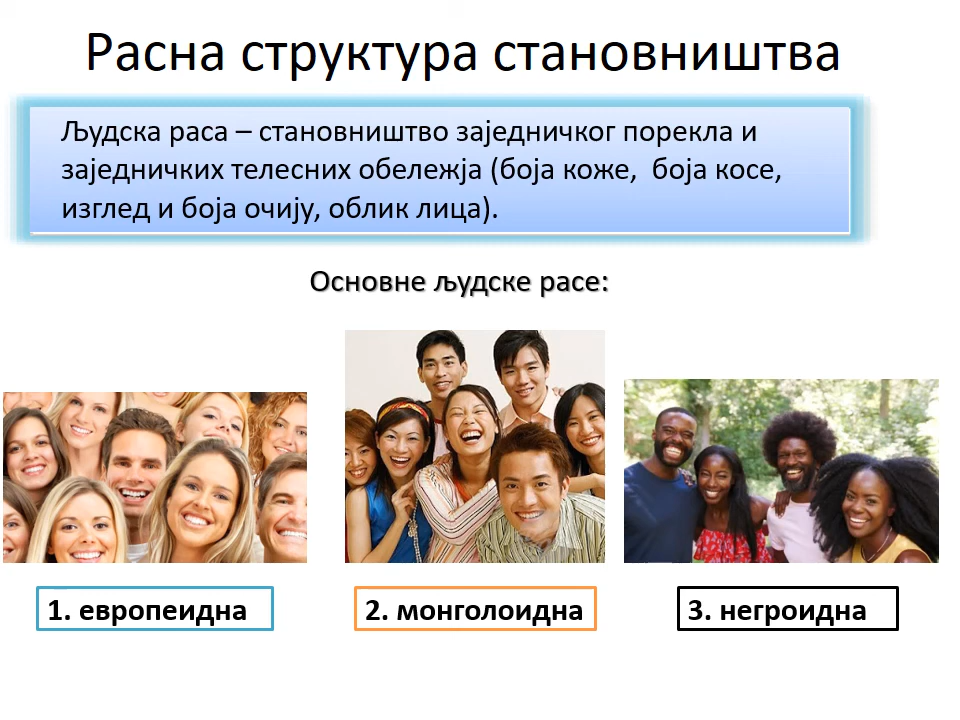 Расна структура становништва
Људска раса – становништво заједничког порекла и
заједничких телесних обележја (боја коже, боја косе,
изглед и боја очију, облик лица).
Основне људске расе:
1. европеидна
2. монголоидна
3. негроидна